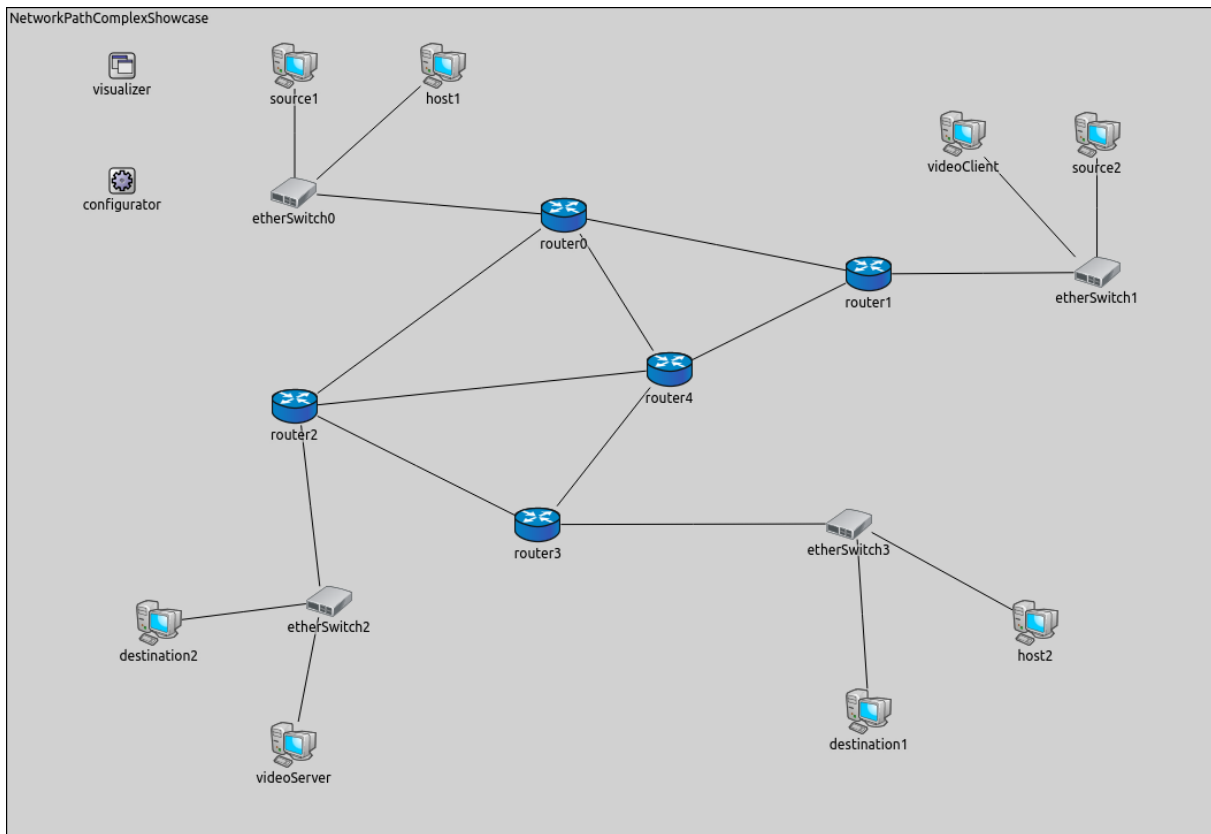 NetworkPathComplexShowcase
visualizer
source1
host1
videoClient
source2
configurator
etherSwitch0
router0
router1
etherSwitch1
router4
router2
router3
etherSwitch3
etherSwitch2
destination2
host2
destination1
videoServer